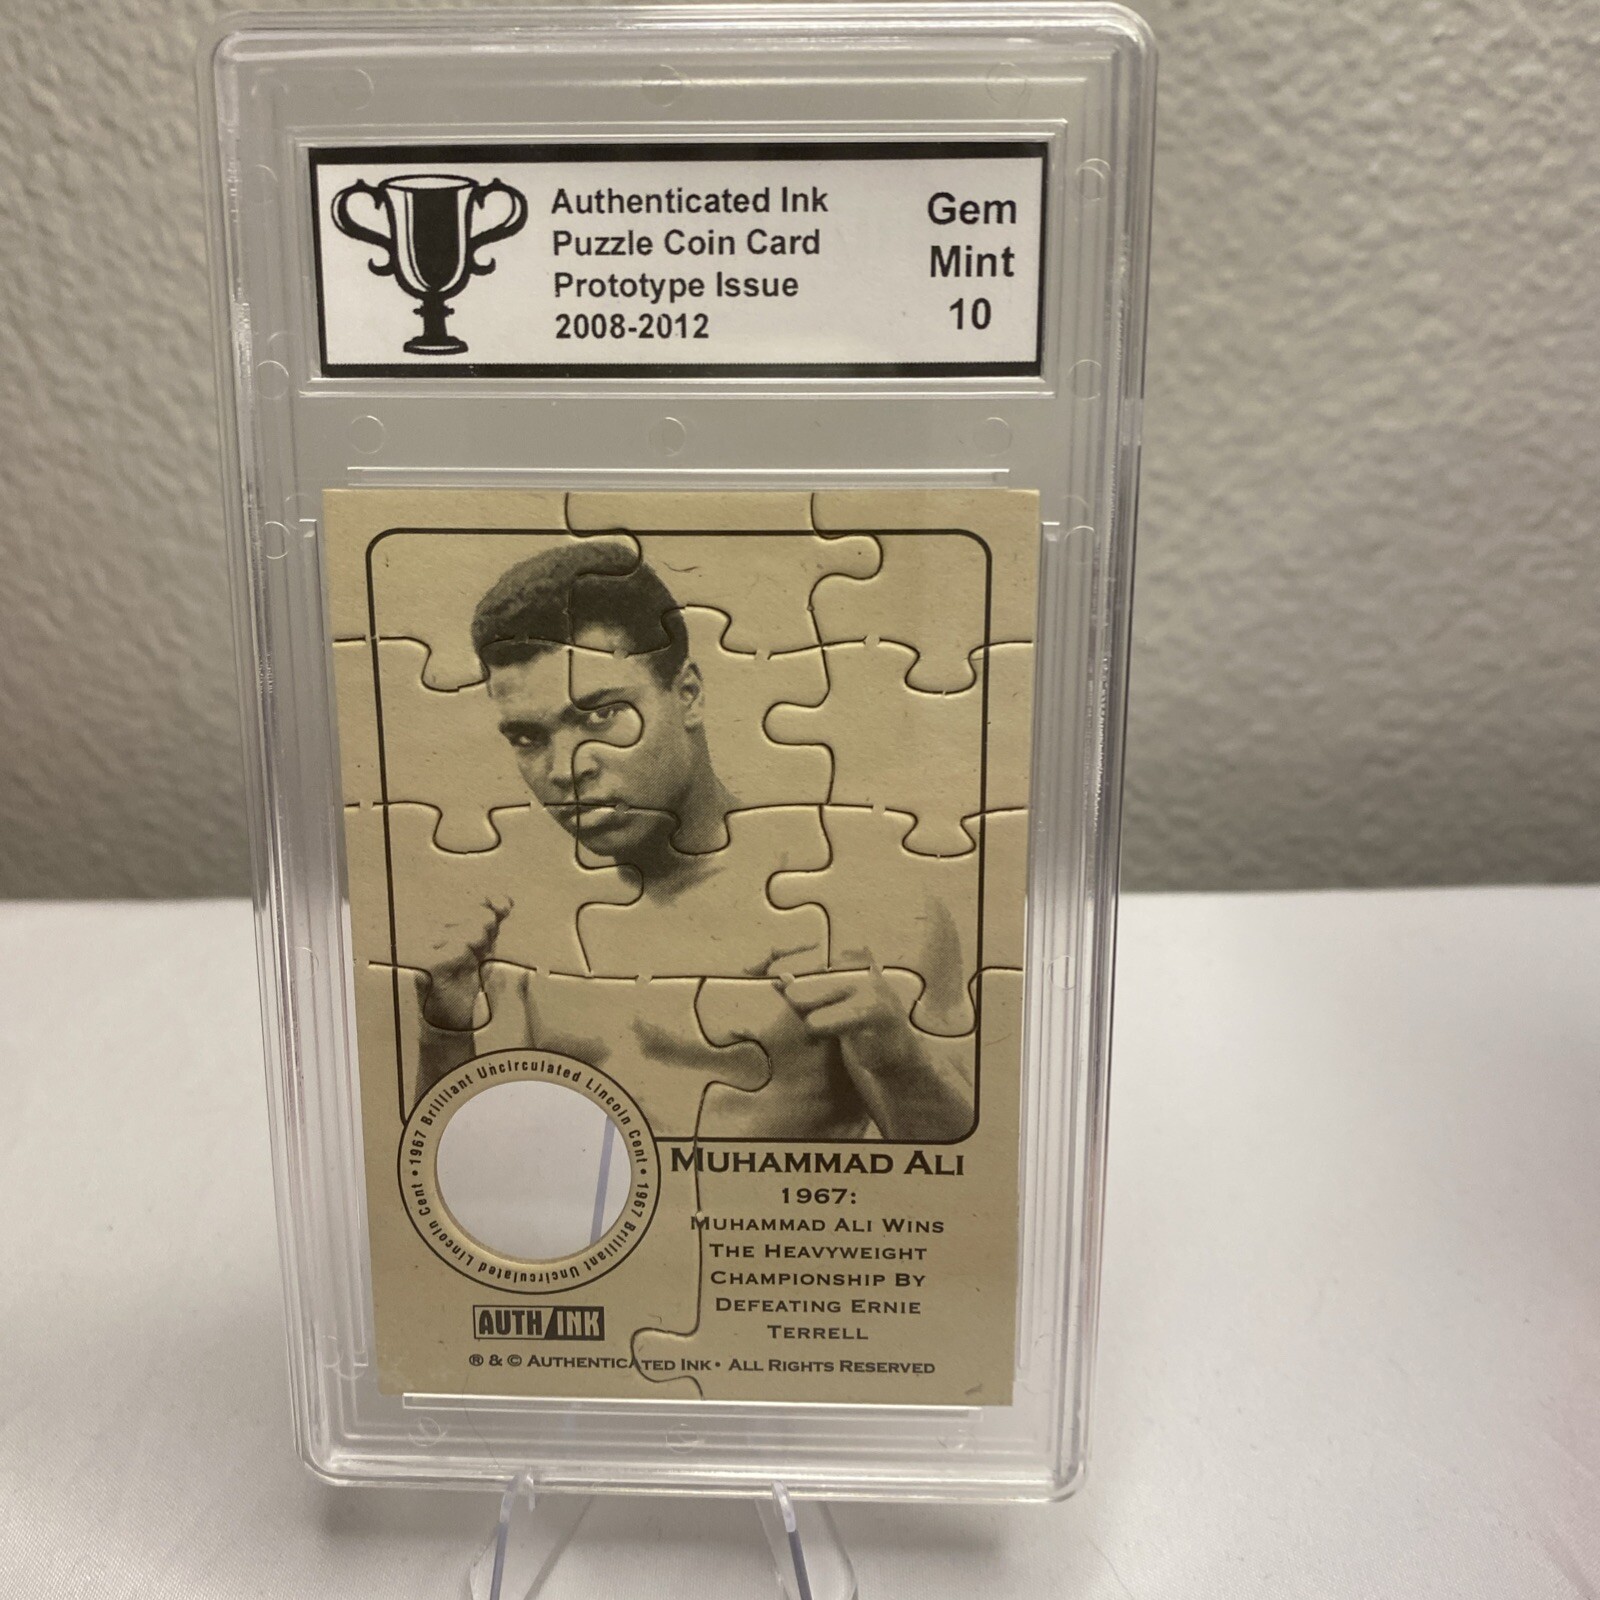 Authenticated Ink
Puzzle Coin Card
Prototype Issue
2008-2012
Gem
Mint
10
• 1967 Brilliant Uncirculated Lincoln Cent • 1967 Brilliant Uncirculated Lincoln Cent
MUHAMMAD ALI
1967:
MUHAMMAD ALI WINS
THE HEAVYWEIGHT
CHAMPIONSHIP BY
DEFEATING ERNIE
TERRELL
AUTH/INK
® & © AUTHENTICATED INK • ALL RIGHTS RESERVED